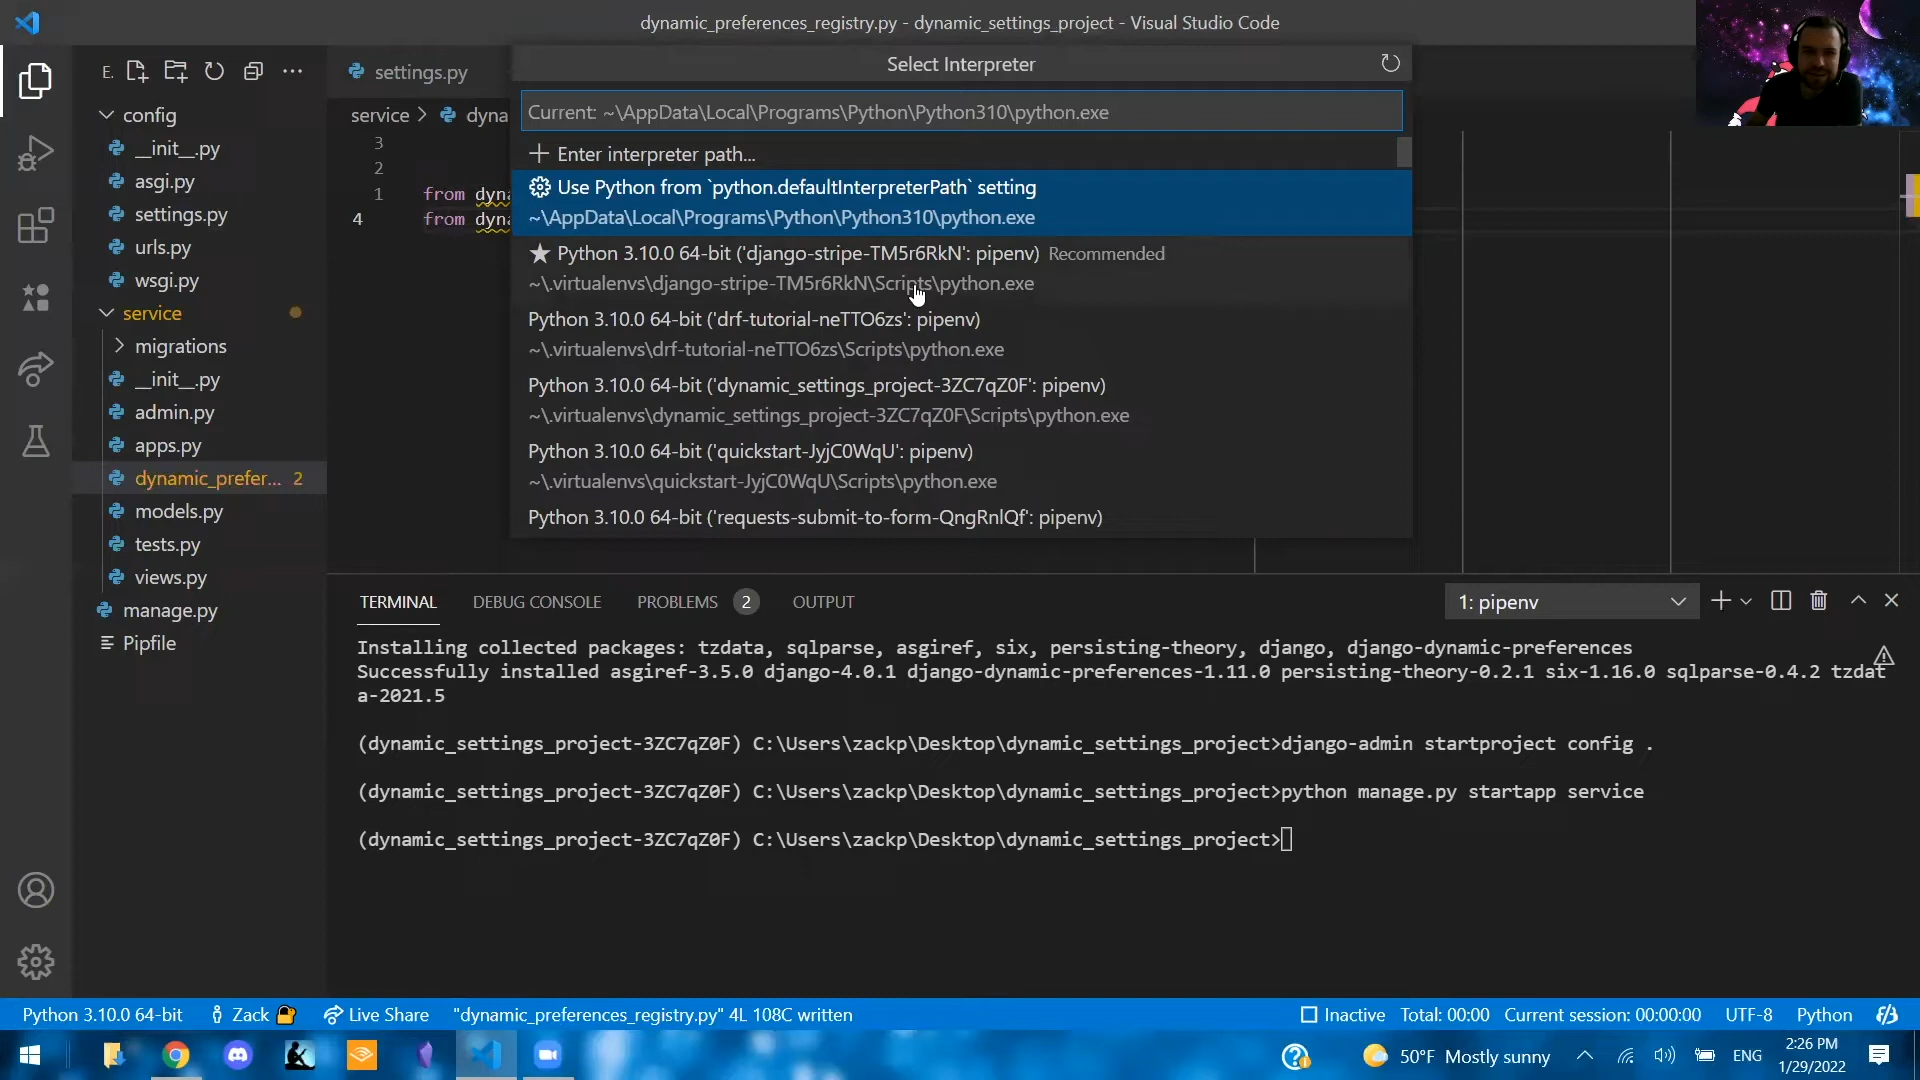 dynamic_preferences_registry.py - dynamic_settings_project - Visual Studio Code
E.
config
__init__.py
asgi.py
settings.py
urls.py
wsgi.py
service
migrations
__init__.py
admin.py
apps.py
dynamic_prefer... 2
models.py
tests.py
views.py
manage.py
Pipfile
settings.py
service > dyna
3
2
1 from dyna
4 from dyna
Select Interpreter
Current: ~\AppData\Local\Programs\Python\Python310\python.exe
Enter interpreter path...
Use Python from `python.defaultInterpreterPath` setting
~\AppData\Local\Programs\Python\Python310\python.exe
Python 3.10.0 64-bit ('django-stripe-TM5r6RkN': pipenv) Recommended
~\.virtualenvs\django-stripe-TM5r6RkN\Scripts\python.exe
Python 3.10.0 64-bit ('drf-tutorial-neTTO6zs': pipenv)
~\.virtualenvs\drf-tutorial-neTTO6zs\Scripts\python.exe
Python 3.10.0 64-bit ('dynamic_settings_project-3ZC7qZ0F': pipenv)
~\.virtualenvs\dynamic_settings_project-3ZC7qZ0F\Scripts\python.exe
Python 3.10.0 64-bit ('quickstart-JyjC0WqU': pipenv)
~\.virtualenvs\quickstart-JyjC0WqU\Scripts\python.exe
Python 3.10.0 64-bit ('requests-submit-to-form-QngRnlQf': pipenv)
TERMINAL DEBUG CONSOLE PROBLEMS 2 OUTPUT
1: pipenv
Installing collected packages: tzdata, sqlparse, asgiref, six, persisting-theory, django, django-dynamic-preferences
Successfully installed asgiref-3.5.0 django-4.0.1 django-dynamic-preferences-1.11.0 persisting-theory-0.2.1 six-1.16.0 sqlparse-0.4.2 tzdat
a-2021.5
(dynamic_settings_project-3ZC7qZ0F) C:\Users\zackp\Desktop\dynamic_settings_project>django-admin startproject config .
(dynamic_settings_project-3ZC7qZ0F) C:\Users\zackp\Desktop\dynamic_settings_project>python manage.py startapp service
(dynamic_settings_project-3ZC7qZ0F) C:\Users\zackp\Desktop\dynamic_settings_project>
Python 3.10.0 64-bit Zack Live Share "dynamic_preferences_registry.py" 4L 108C written Inactive Total: 00:00 Current session: 00:00:00 UTF-8 Python
50°F Mostly sunny ENG
2:26 PM
1/29/2022